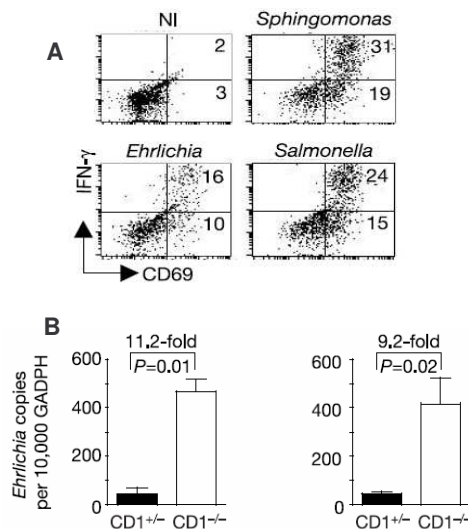 A
NI
Sphingomonas
2
3
31
19
Ehrlichia
Salmonella
16
10
24
15
IFN-γ
CD69
B
11.2-fold
P=0.01
9.2-fold
P=0.02
Ehrlichia copies
per 10,000 GADPH
600
400
200
0
CD1+/− CD1−/−
600
400
200
0
CD1+/− CD1−/−